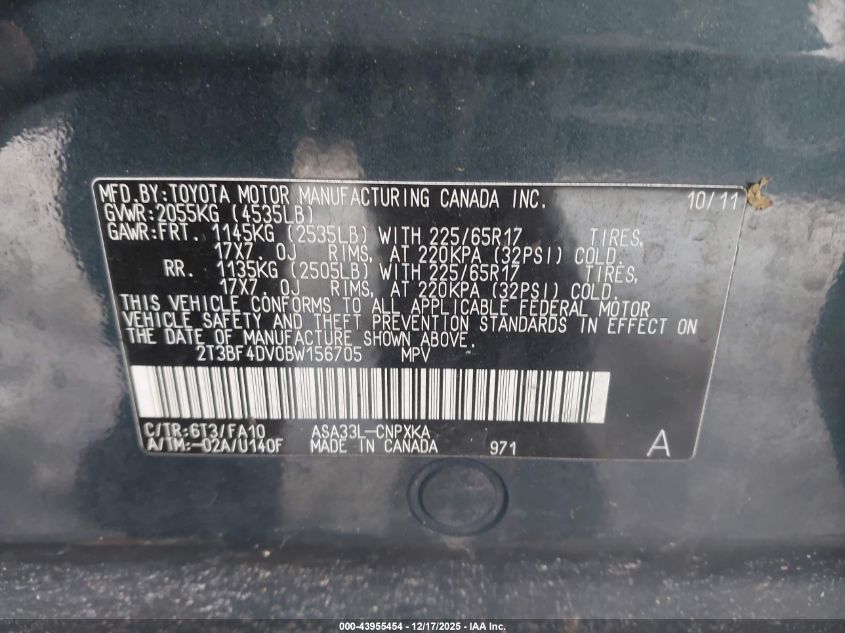 MFD.BY:TOYOTA MOTOR MANUFACTURING CANADA INC. 10/11
GVWR:2055KG (4535LB)
GAWR:FRT. 1145KG (2535LB) WITH 225/65R17 TIRES,
17X7.0J RIMS, AT 220KPA (32PSI) COLD.
RR. 1135KG (2505LB) WITH 225/65R17 TIRES,
17X7.0J RIMS, AT 220KPA (32PSI) COLD.
THIS VEHICLE CONFORMS TO ALL APPLICABLE FEDERAL MOTOR
VEHICLE SAFETY AND THEFT PREVENTION STANDARDS IN EFFECT ON
THE DATE OF MANUFACTURE SHOWN ABOVE.
2T3BF4DV0BW156705 MPV
C/TR:6T3/FA10 ASA33L-CNPXKA
A/TM:-02A/U140F MADE IN CANADA 971 A
000-43955454 - 12/17/2025 - IAA Inc.